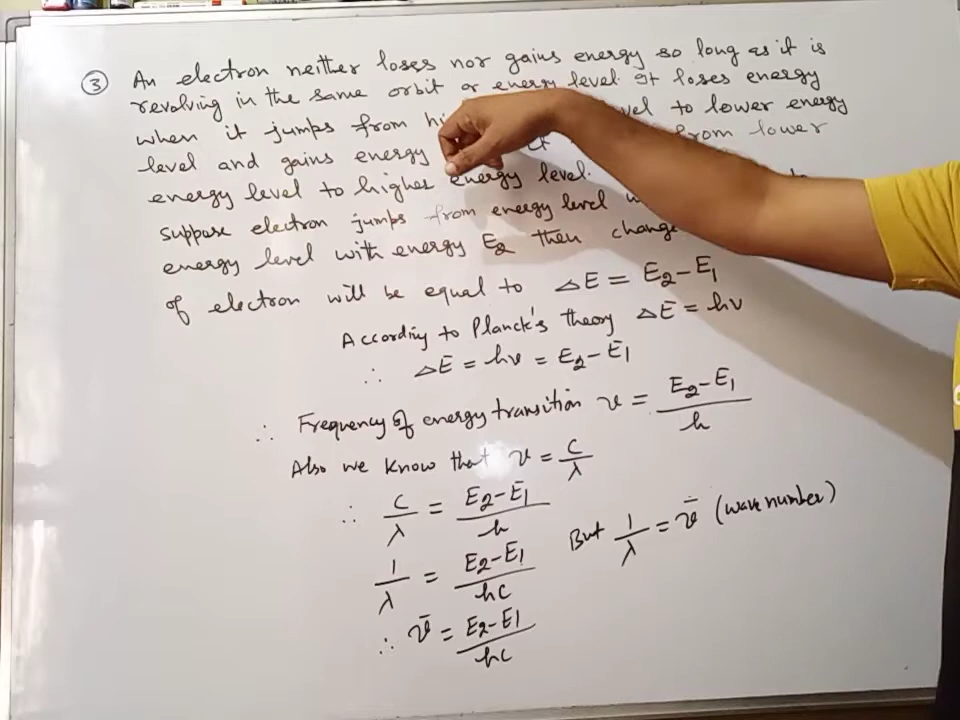 ③ An electron neither loses nor gains energy so long as it is
revolving in the same orbit or energy level. It loses energy
when it jumps from hi vel to lower energy
level and gains energy it from lower
energy level to higher energy level.
suppose electron jumps from energy level w to
energy level with energy E2 then change
of electron will be equal to △E = E2-E1
According to Planck's theory △E = hν
∴ △E = hν = E2-E1
∴ Frequency of energy transition ν = E2-E1 / h
Also we know that ν = c/λ
∴ c/λ = E2-E1 / h
1/λ = E2-E1 / hc But 1/λ = ν̄ (wave number)
∴ ν̄ = E2-E1 / hc